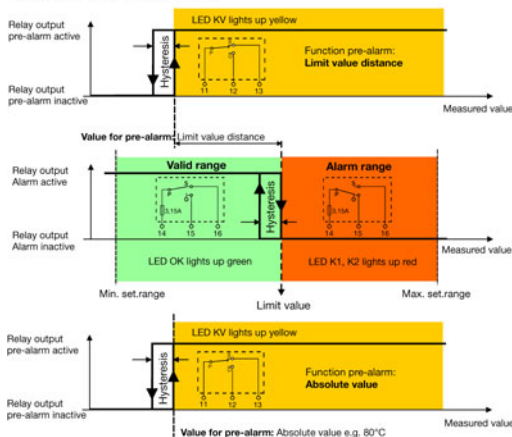 LED KV lights up yellow
Relay output
pre-alarm active
Hysteresis
Function pre-alarm:
Limit value distance
11 12 13
Relay output
pre-alarm inactive
Measured value
Value for pre-alarm: Limit value distance
Valid range
Alarm range
Relay output
Alarm active
Hysteresis
3,15A
3,15A
14 15 16
14 15 16
Relay output
Alarm inactive
Measured value
LED OK lights up green
LED K1, K2 lights up red
Min. set.range
Limit value
Max. set.range
LED KV lights up yellow
Relay output
pre-alarm active
Hysteresis
Function pre-alarm:
Absolute value
11 12 13
Relay output
pre-alarm inactive
Measured value
Value for pre-alarm: Absolute value e.g. 80°C